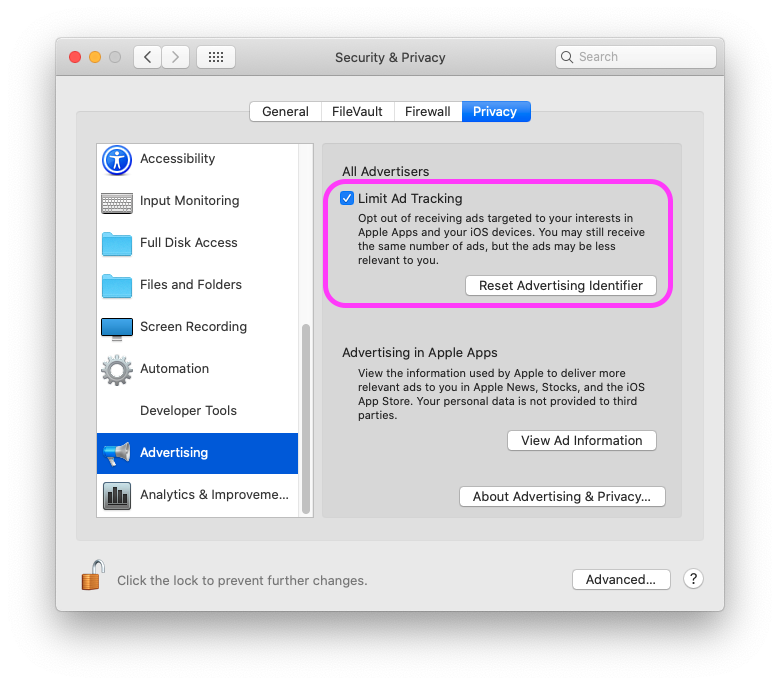 Security & Privacy
Search
General
FileVault
Firewall
Privacy
Accessibility
Input Monitoring
Full Disk Access
Files and Folders
Screen Recording
Automation
Developer Tools
Advertising
Analytics & Improveme...
All Advertisers
Limit Ad Tracking
Opt out of receiving ads targeted to your interests in
Apple Apps and your iOS devices. You may still receive
the same number of ads, but the ads may be less
relevant to you.
Reset Advertising Identifier
Advertising in Apple Apps
View the information used by Apple to deliver more
relevant ads to you in Apple News, Stocks, and the iOS
App Store. Your personal data is not provided to third
parties.
View Ad Information
About Advertising & Privacy...
Click the lock to prevent further changes.
Advanced...
?